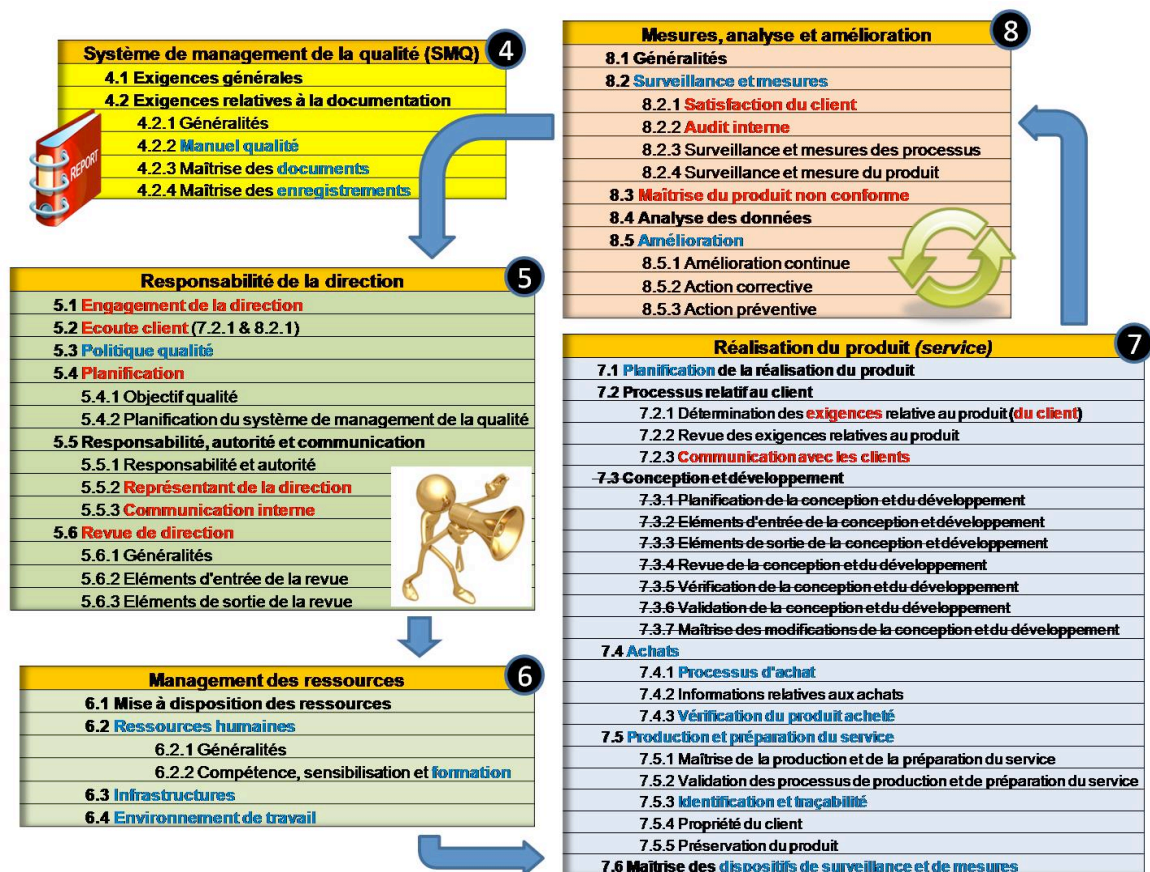 Système de management de la qualité (SMQ)
4
4.1 Exigences générales
4.2 Exigences relatives à la documentation
4.2.1 Généralités
4.2.2 Manuel qualité
4.2.3 Maîtrise des documents
4.2.4 Maîtrise des enregistrements
REPORT
Responsabilité de la direction
5
5.1 Engagement de la direction
5.2 Ecoute client (7.2.1 & 8.2.1)
5.3 Politique qualité
5.4 Planification
5.4.1 Objectif qualité
5.4.2 Planification du système de management de la qualité
5.5 Responsabilité, autorité et communication
5.5.1 Responsabilité et autorité
5.5.2 Représentant de la direction
5.5.3 Communication interne
5.6 Revue de direction
5.6.1 Généralités
5.6.2 Eléments d'entrée de la revue
5.6.3 Eléments de sortie de la revue
Management des ressources
6
6.1 Mise à disposition des ressources
6.2 Ressources humaines
6.2.1 Généralités
6.2.2 Compétence, sensibilisation et formation
6.3 Infrastructures
6.4 Environnement de travail
Réalisation du produit (service)
7
7.1 Planification de la réalisation du produit
7.2 Processus relatif au client
7.2.1 Détermination des exigences relative au produit (du client)
7.2.2 Revue des exigences relatives au produit
7.2.3 Communication avec les clients
7.3 Conception et développement
7.3.1 Planification de la conception et du développement
7.3.2 Eléments d'entrée de la conception et développement
7.3.3 Eléments de sortie de la conception et développement
7.3.4 Revue de la conception et du développement
7.3.5 Vérification de la conception et du développement
7.3.6 Validation de la conception et du développement
7.3.7 Maîtrise des modifications de la conception et du développement
7.4 Achats
7.4.1 Processus d'achat
7.4.2 Informations relatives aux achats
7.4.3 Vérification du produit acheté
7.5 Production et préparation du service
7.5.1 Maîtrise de la production et de la préparation du service
7.5.2 Validation des processus de production et de préparation du service
7.5.3 Identification et traçabilité
7.5.4 Propriété du client
7.5.5 Préservation du produit
7.6 Maîtrise des dispositifs de surveillance et de mesures
Mesures, analyse et amélioration
8
8.1 Généralités
8.2 Surveillance et mesures
8.2.1 Satisfaction du client
8.2.2 Audit interne
8.2.3 Surveillance et mesures des processus
8.2.4 Surveillance et mesure du produit
8.3 Maîtrise du produit non conforme
8.4 Analyse des données
8.5 Amélioration
8.5.1 Amélioration continue
8.5.2 Action corrective
8.5.3 Action préventive